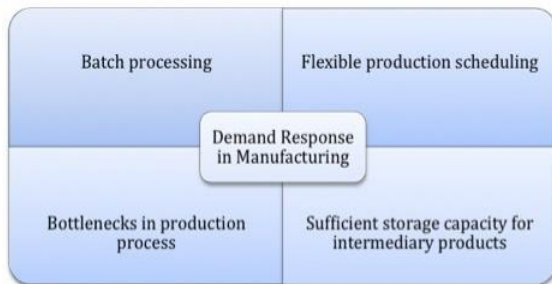 Batch processing
Flexible production scheduling
Demand Response
in Manufacturing
Bottlenecks in production
process
Sufficient storage capacity for
intermediary products